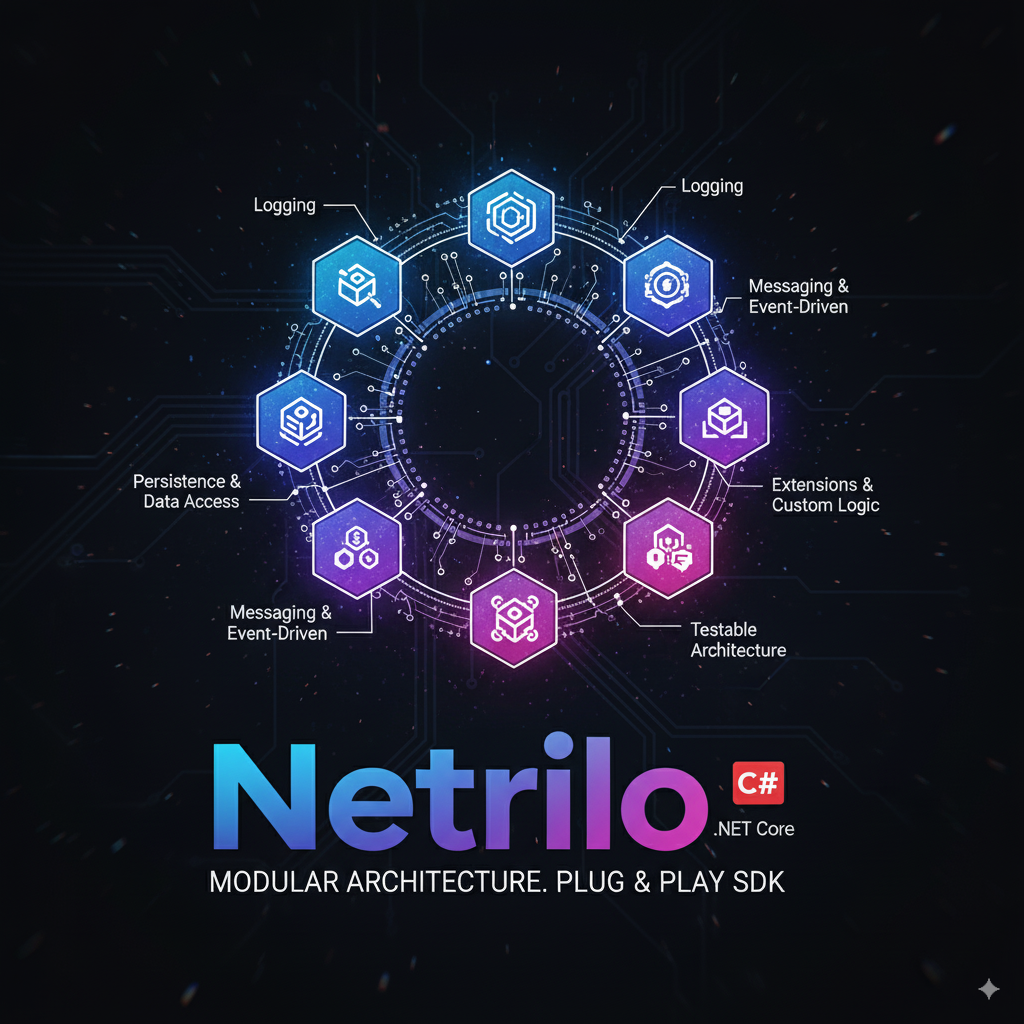 Logging
Logging
Messaging &
Event-Driven
Persistence &
Data Access
Extensions &
Custom Logic
Messaging &
Event-Driven
Testable
Architecture
Netrilo
C#
.NET Core
MODULAR ARCHITECTURE. PLUG & PLAY SDK